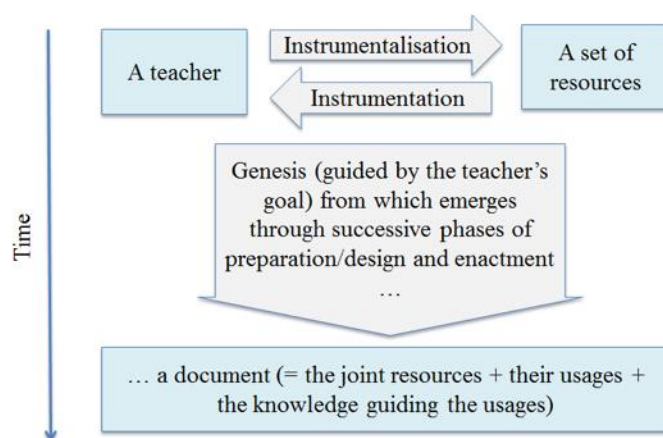 Instrumentalisation
A teacher
A set of
resources
Instrumentation
Genesis (guided by the teacher's
goal) from which emerges
through successive phases of
preparation/design and enactment
…
Time
… a document (= the joint resources + their usages +
the knowledge guiding the usages)